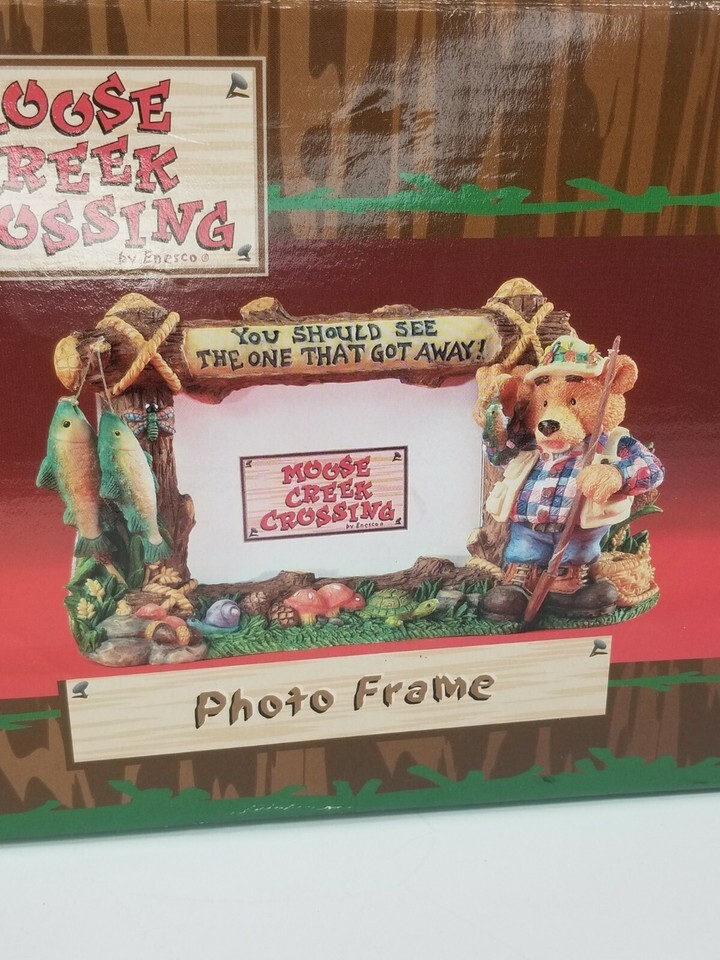 OOSE
REEK
OSSING
by Enesco®
YOU SHOULD SEE
THE ONE THAT GOT AWAY!
MOOSE
CREEK
CROSSING
by Enesco
Photo Frame